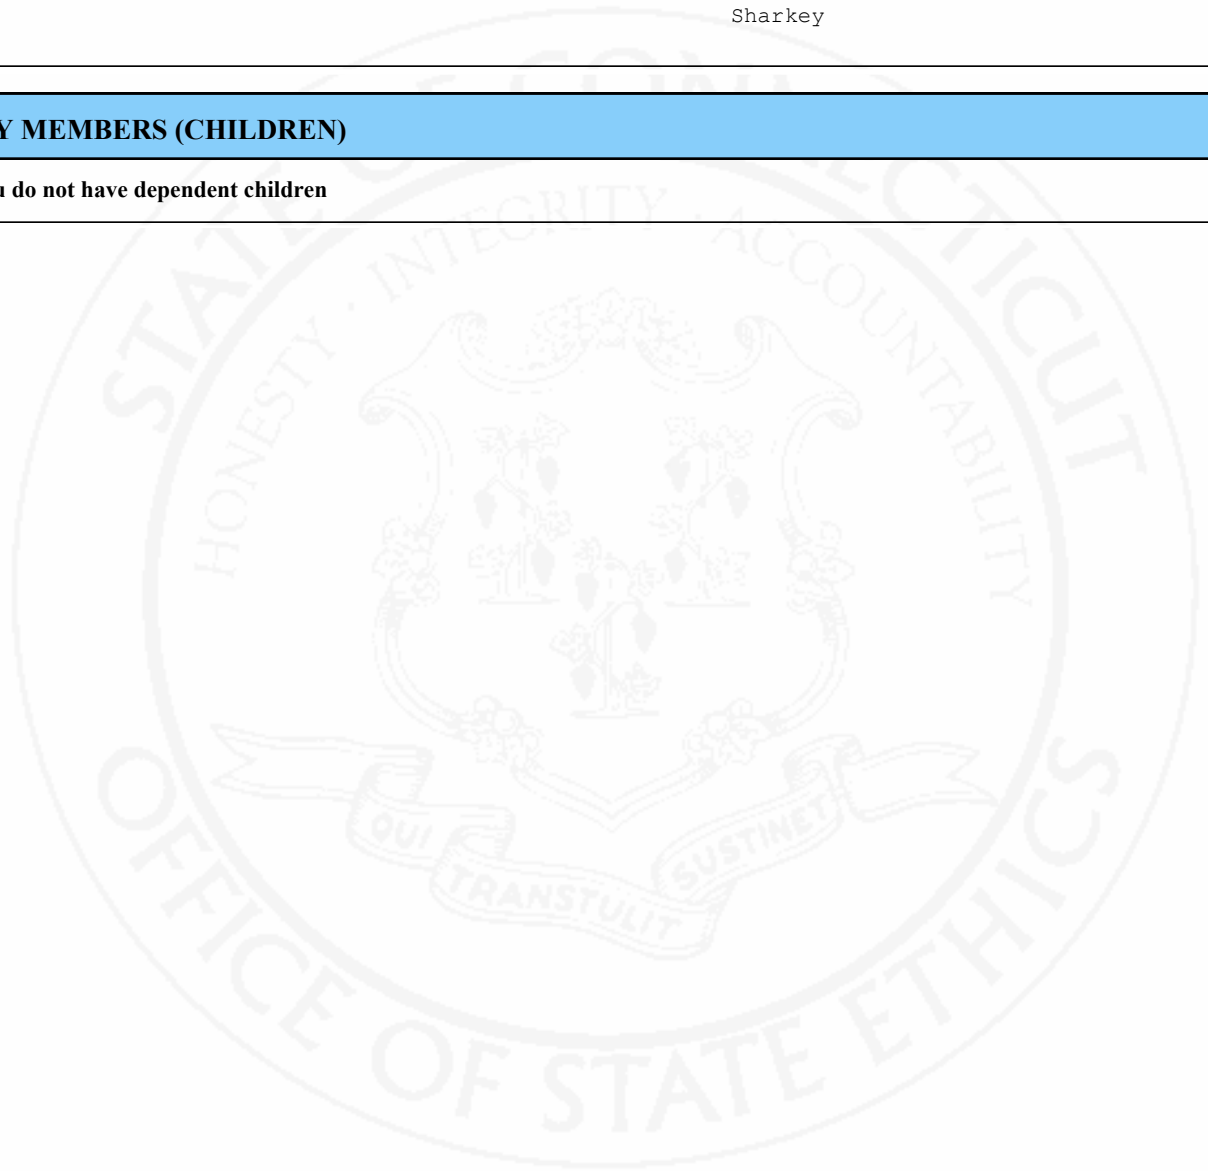 Sharkey
Y MEMBERS (CHILDREN)
u do not have dependent children
STATE OF CONNECTICUT
HONESTY · INTEGRITY · ACCOUNTABILITY
QUI TRANSTULIT SUSTINET
OFFICE OF STATE ETHICS